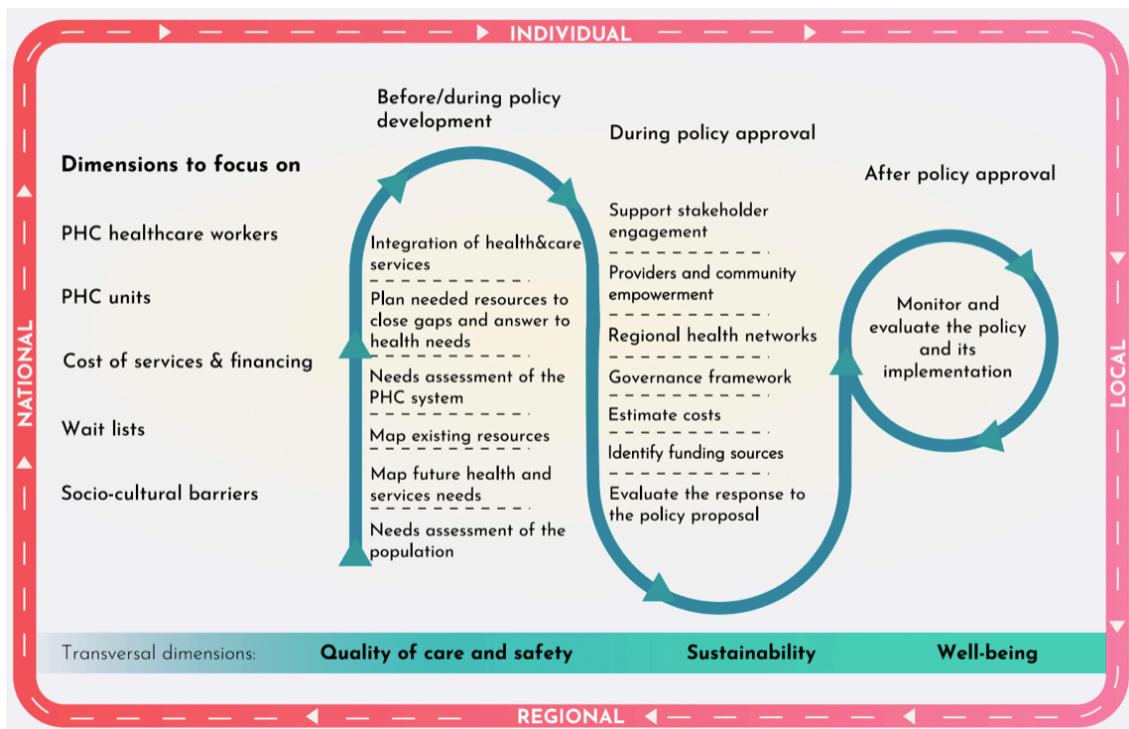 INDIVIDUAL
NATIONAL
LOCAL
REGIONAL
Dimensions to focus on
PHC healthcare workers
PHC units
Cost of services & financing
Wait lists
Socio-cultural barriers
Before/during policy
development
Integration of health&care
services
Plan needed resources to
close gaps and answer to
health needs
Needs assessment of the
PHC system
Map existing resources
Map future health and
services needs
Needs assessment of the
population
During policy approval
Support stakeholder
engagement
Providers and community
empowerment
Regional health networks
Governance framework
Estimate costs
Identify funding sources
Evaluate the response to
the policy proposal
After policy approval
Monitor and
evaluate the policy
and its
implementation
Transversal dimensions:
Quality of care and safety
Sustainability
Well-being